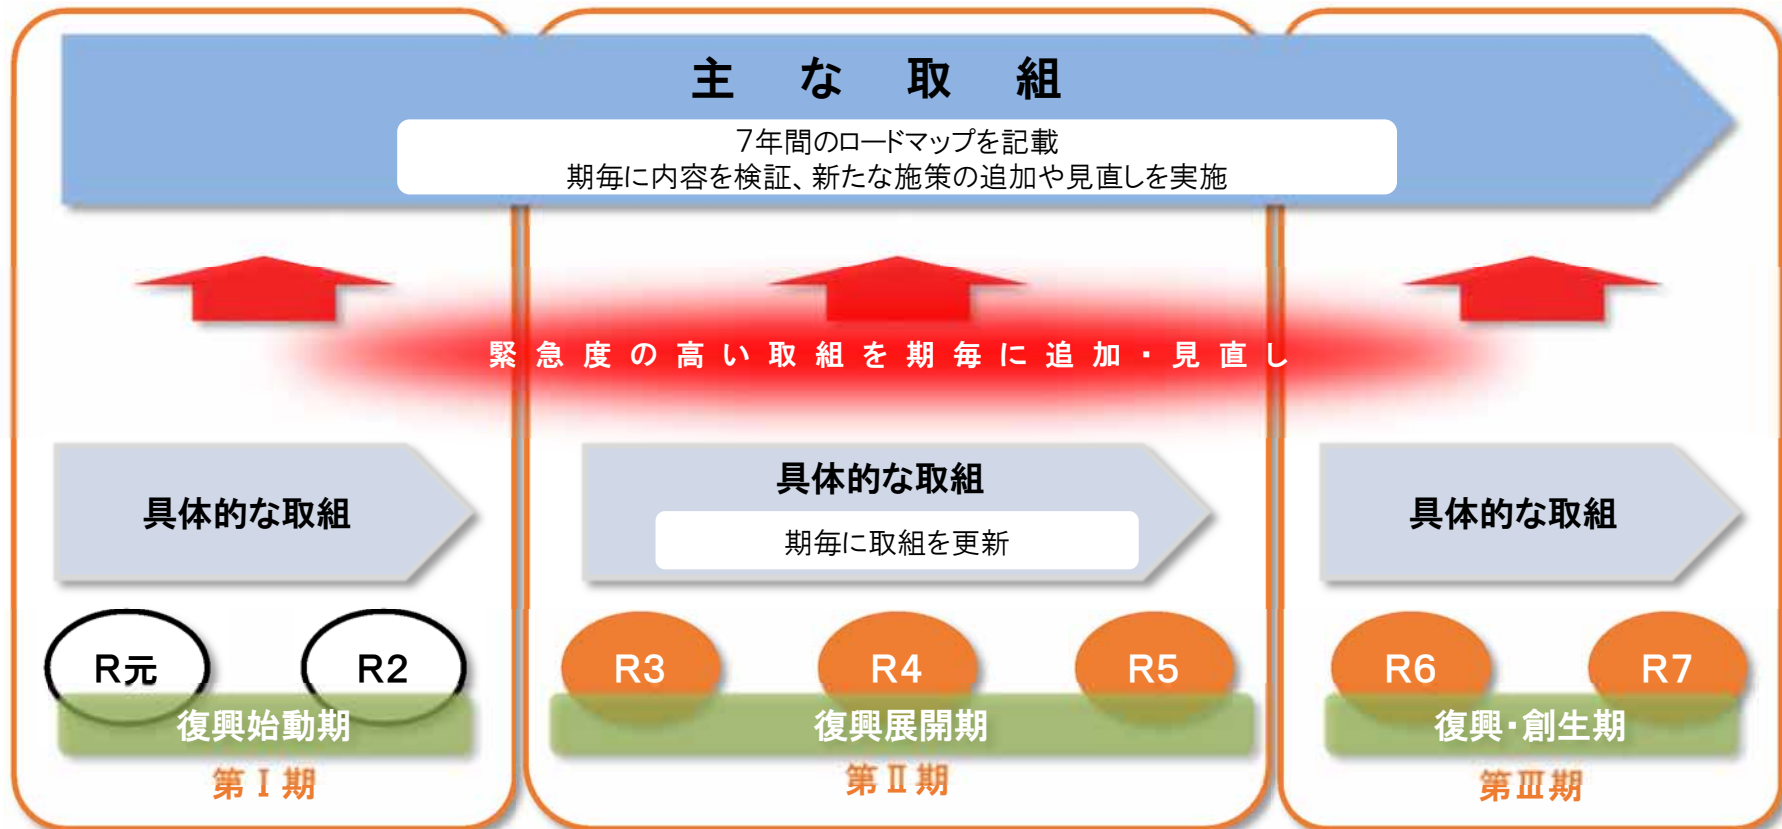 主な取組
7年間のロードマップを記載
期毎に内容を検証、新たな施策の追加や見直しを実施
緊急度の高い取組を期毎に追加・見直し
具体的な取組
具体的な取組
期毎に取組を更新
具体的な取組
R元
R2
R3
R4
R5
R6
R7
復興始動期
復興展開期
復興・創生期
第Ⅰ期
第Ⅱ期
第Ⅲ期